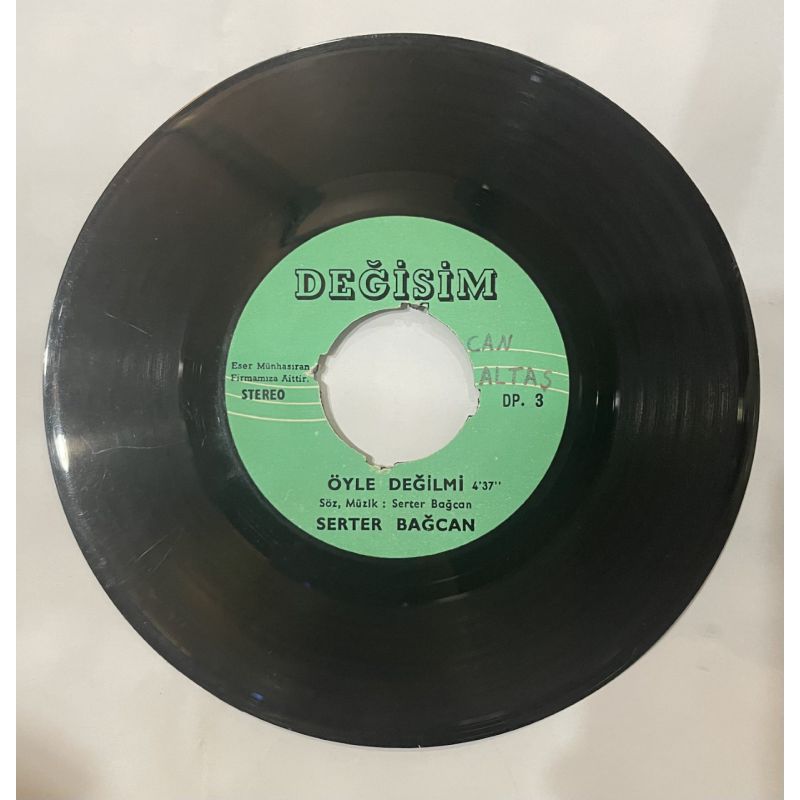 DEĞİŞİM
CAN
ALTAŞ
Eser Münhasıran
Firmamıza Aittir.
STEREO
DP. 3
ÖYLE DEĞİLMİ 4'37''
Söz, Müzik : Serter Bağcan
SERTER BAĞCAN